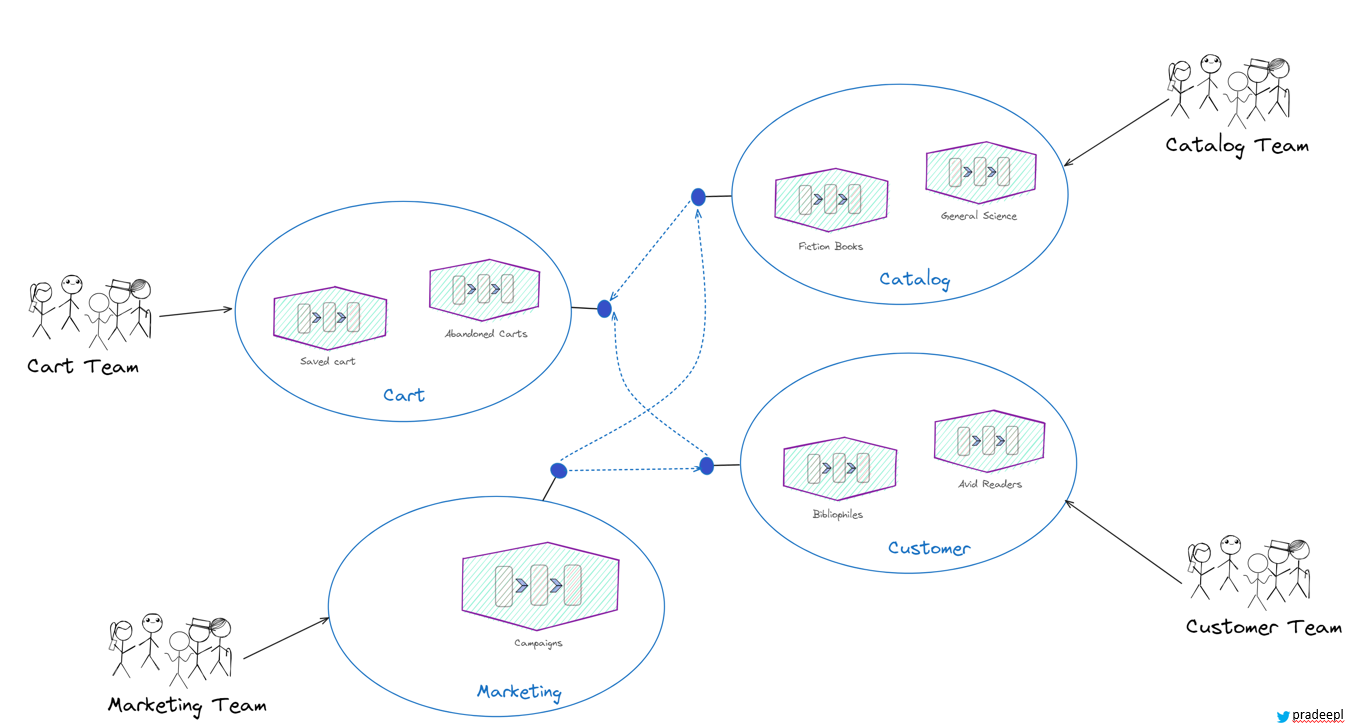 Catalog Team
General Science
Fiction Books
Catalog
Abandoned Carts
Saved cart
Cart Team
Cart
Avid Readers
Bibliophiles
Customer
Customer Team
Campaigns
Marketing
Marketing Team
pradeepl